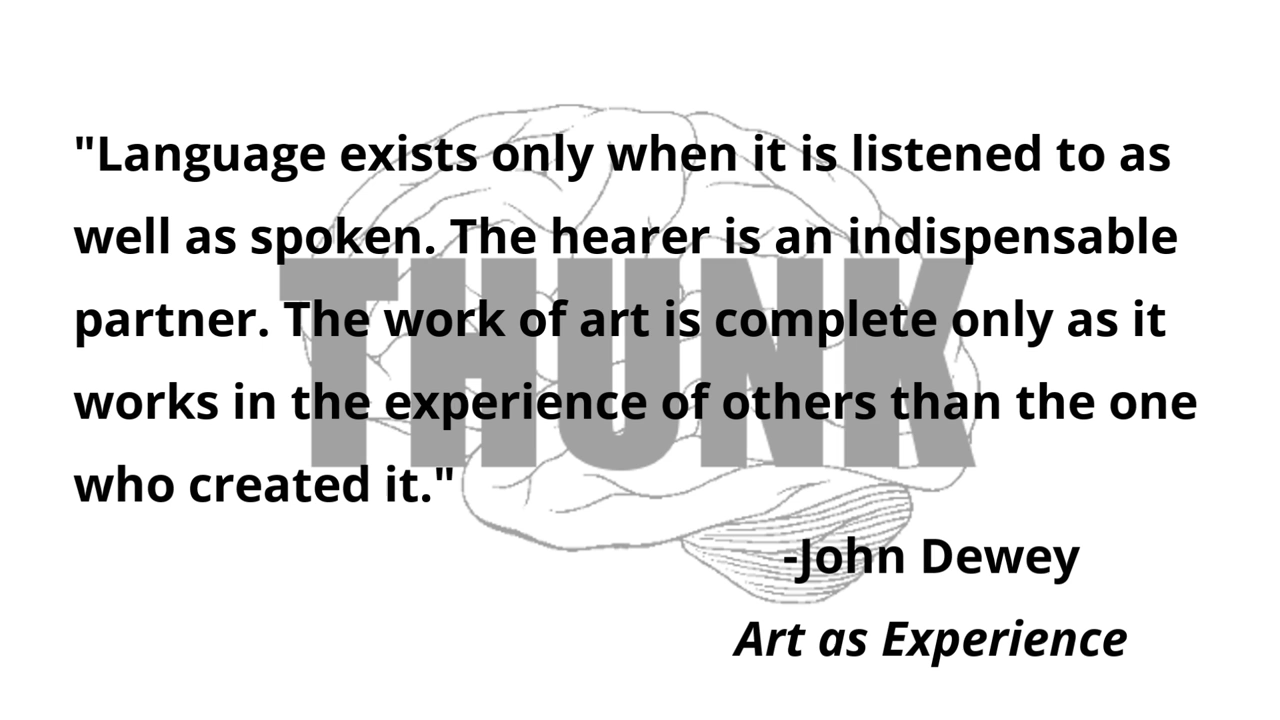 "Language exists only when it is listened to as
well as spoken. The hearer is an indispensable
partner. The work of art is complete only as it
works in the experience of others than the one
who created it."
-John Dewey
Art as Experience
THUNK